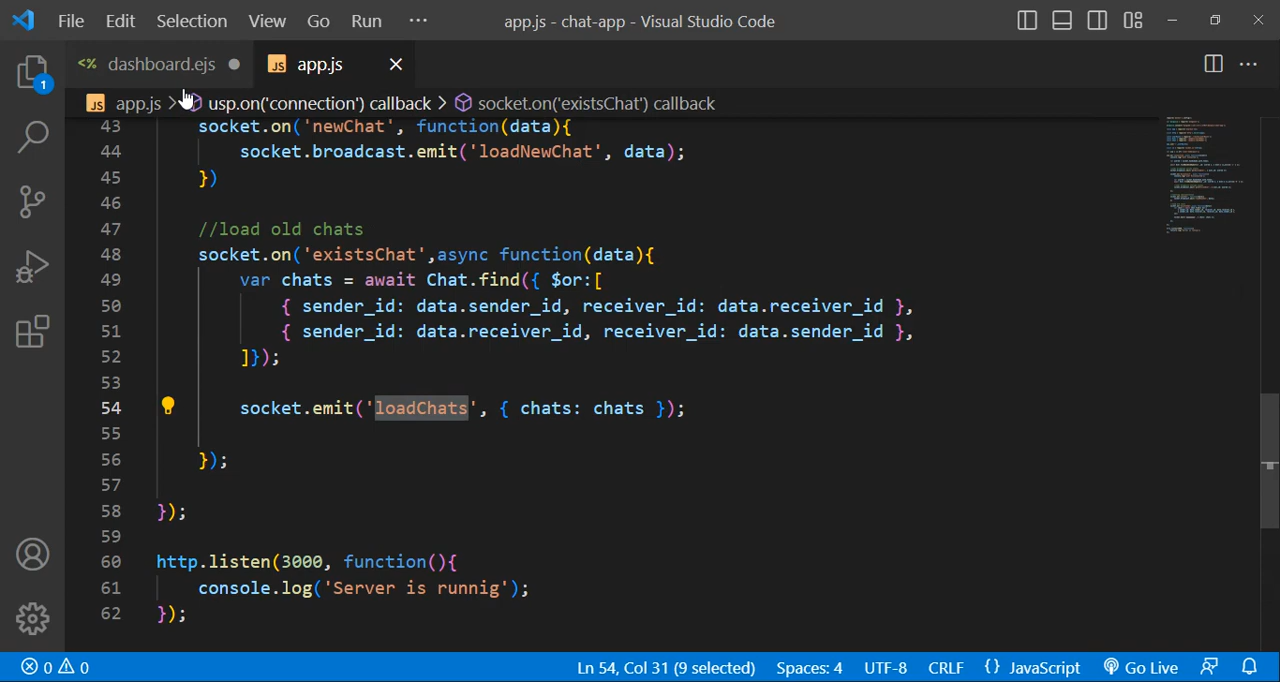 File Edit Selection View Go Run ··· app.js - chat-app - Visual Studio Code
<% dashboard.ejs ● JS app.js ×
JS app.js > usp.on('connection') callback > socket.on('existsChat') callback
43 socket.on('newChat', function(data){
44 socket.broadcast.emit('loadNewChat', data);
45 })
46
47 //load old chats
48 socket.on('existsChat',async function(data){
49 var chats = await Chat.find({ $or:[
50 { sender_id: data.sender_id, receiver_id: data.receiver_id },
51 { sender_id: data.receiver_id, receiver_id: data.sender_id },
52 ]});
53
54 socket.emit('loadChats', { chats: chats });
55
56 });
57
58 });
59
60 http.listen(3000, function(){
61 console.log('Server is runnig');
62 });
1
0 0 Ln 54, Col 31 (9 selected) Spaces: 4 UTF-8 CRLF {} JavaScript Go Live